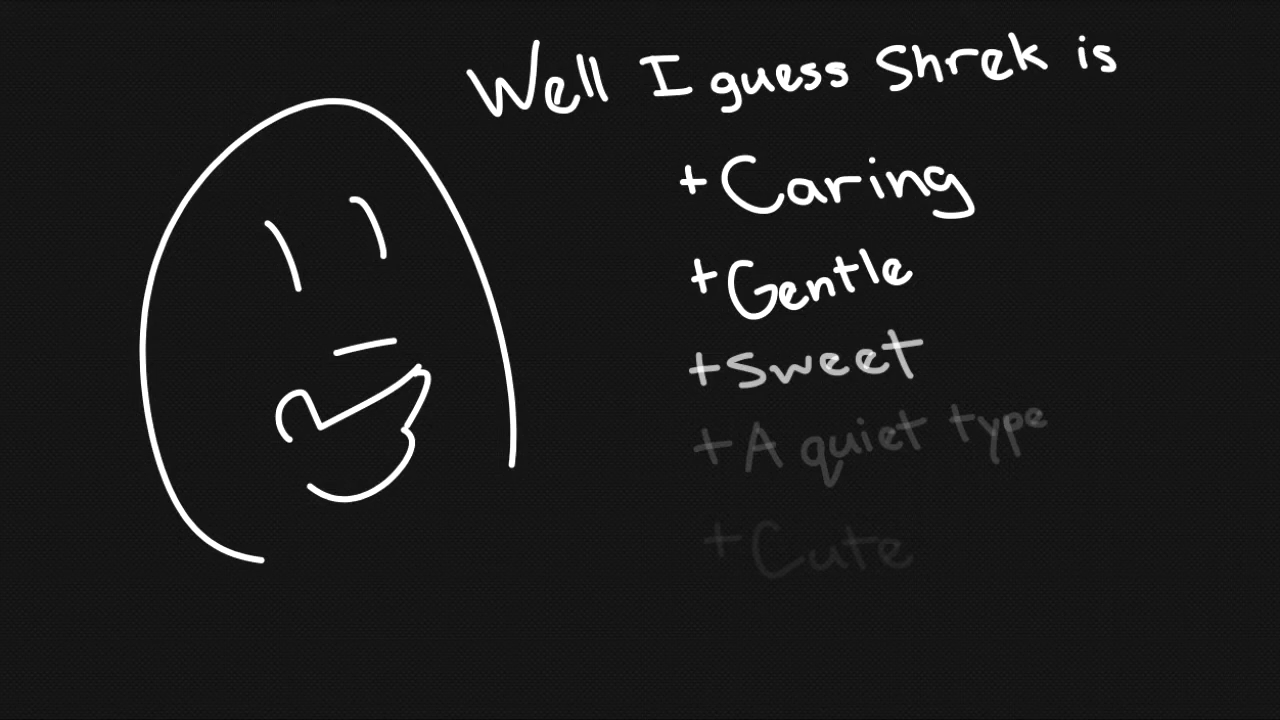 Well I guess Shrek is
+ Caring
+ Gentle
+ Sweet
+ A quiet type
+ Cute